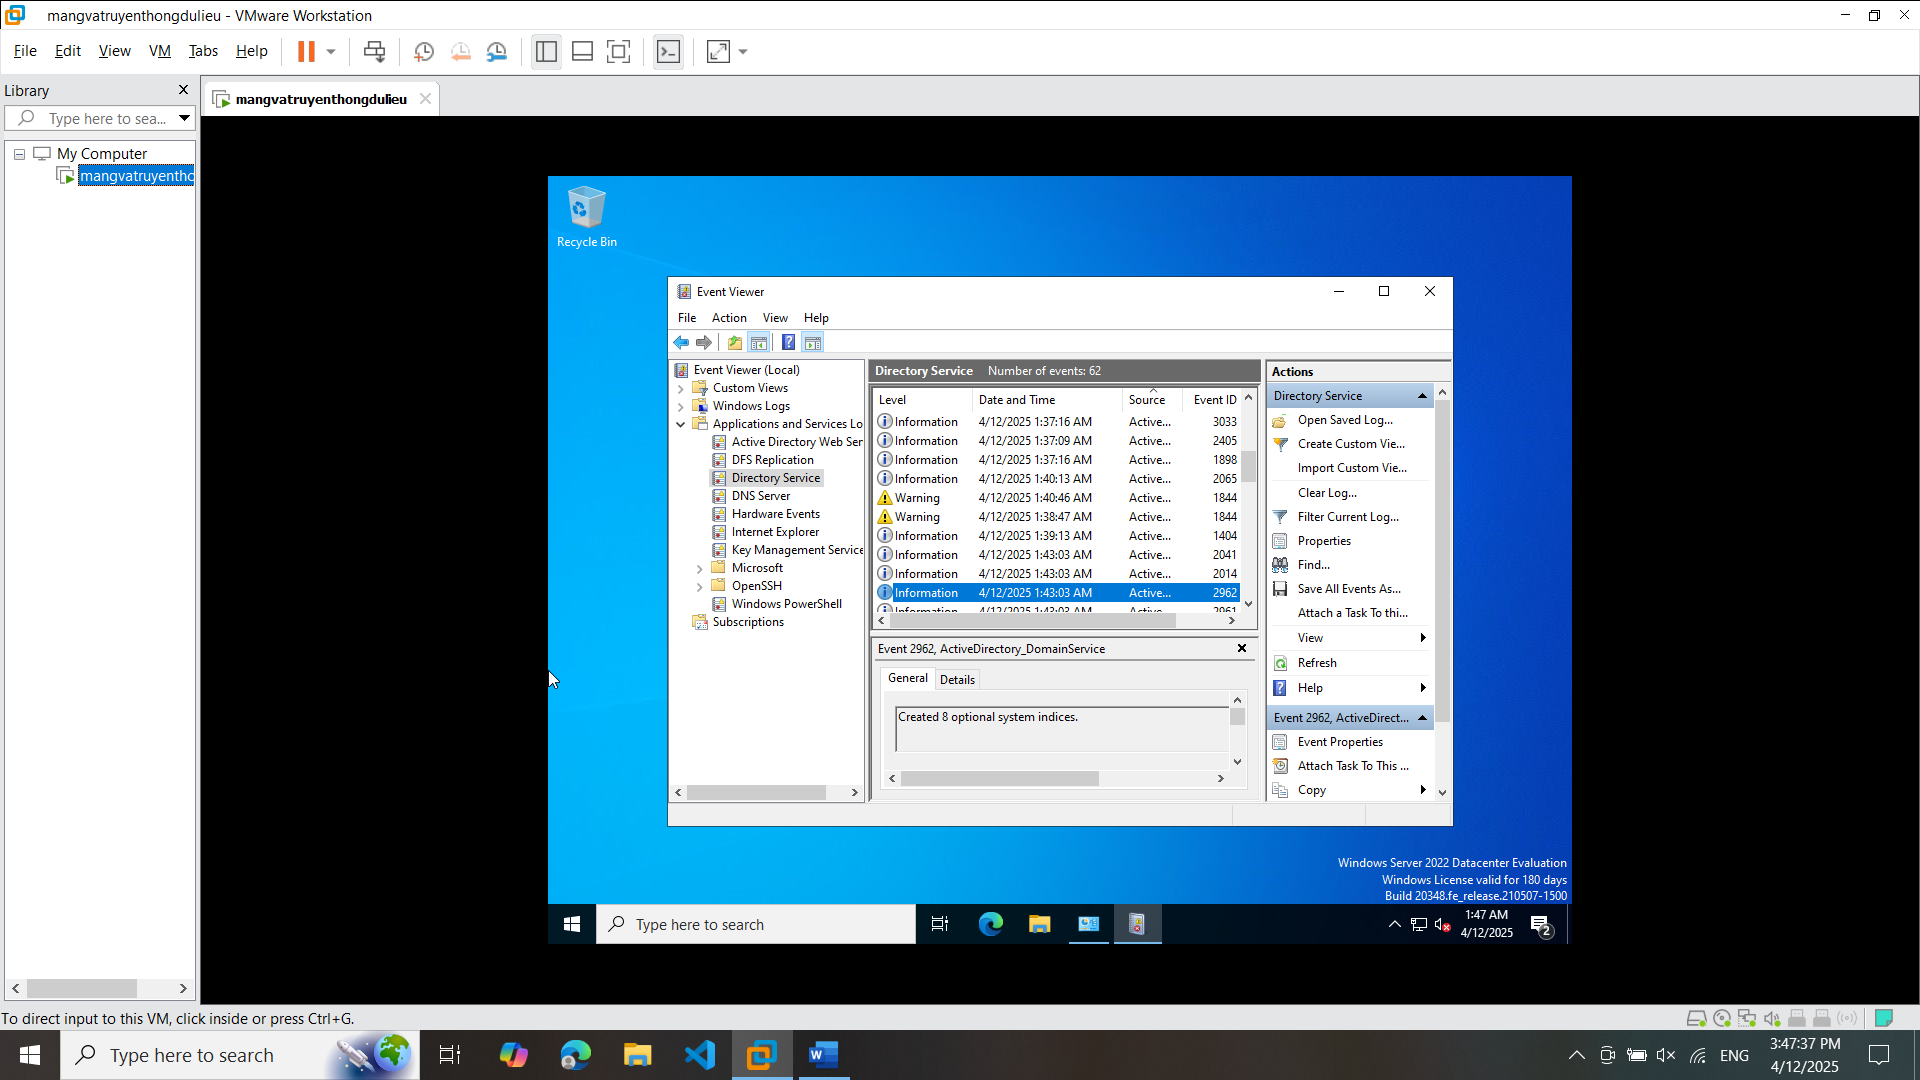 mangvatruyenthongdulieu - VMware Workstation
File Edit View VM Tabs Help
Library
mangvatruyenthongdulieu
Type here to sea...
My Computer
mangvatruyenthc
Recycle Bin
Event Viewer
File Action View Help
Event Viewer (Local)
Custom Views
Windows Logs
Applications and Services Lo
Active Directory Web Ser
DFS Replication
Directory Service
DNS Server
Hardware Events
Internet Explorer
Key Management Service
Microsoft
OpenSSH
Windows PowerShell
Subscriptions
Directory Service Number of events: 62
Level Date and Time Source Event ID
Information 4/12/2025 1:37:16 AM Active... 3033
Information 4/12/2025 1:37:09 AM Active... 2405
Information 4/12/2025 1:37:16 AM Active... 1898
Information 4/12/2025 1:40:13 AM Active... 2065
Warning 4/12/2025 1:40:46 AM Active... 1844
Warning 4/12/2025 1:38:47 AM Active... 1844
Information 4/12/2025 1:39:13 AM Active... 1404
Information 4/12/2025 1:43:03 AM Active... 2041
Information 4/12/2025 1:43:03 AM Active... 2014
Information 4/12/2025 1:43:03 AM Active... 2962
Information 4/12/2025 1:43:03 AM Active... 2961
Event 2962, ActiveDirectory_DomainService
General Details
Created 8 optional system indices.
Actions
Directory Service
Open Saved Log...
Create Custom Vie...
Import Custom Vie...
Clear Log...
Filter Current Log...
Properties
Find...
Save All Events As...
Attach a Task To thi...
View
Refresh
Help
Event 2962, ActiveDirect...
Event Properties
Attach Task To This ...
Copy
Windows Server 2022 Datacenter Evaluation
Windows License valid for 180 days
Build 20348.fe_release.210507-1500
Type here to search
1:47 AM
4/12/2025
2
To direct input to this VM, click inside or press Ctrl+G.
Type here to search
ENG
3:47:37 PM
4/12/2025